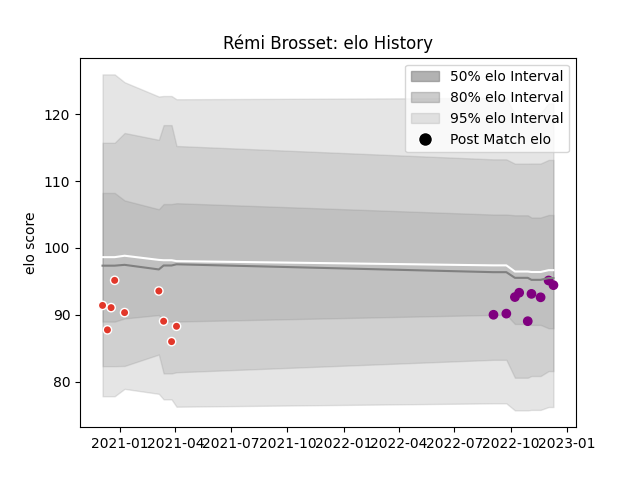 Rémi Brosset: elo History
elo score
120
110
100
90
80
50% elo Interval
80% elo Interval
95% elo Interval
Post Match elo
2021-01 2021-04 2021-07 2021-10 2022-01 2022-04 2022-07 2022-10 2023-01